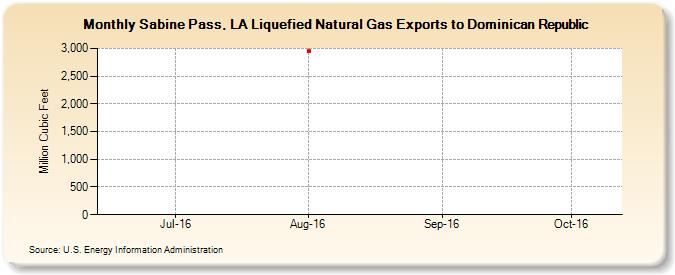 Monthly Sabine Pass, LA Liquefied Natural Gas Exports to Dominican Republic
Million Cubic Feet
3,000
2,500
2,000
1,500
1,000
500
0
Jul-16 Aug-16 Sep-16 Oct-16
Source: U.S. Energy Information Administration